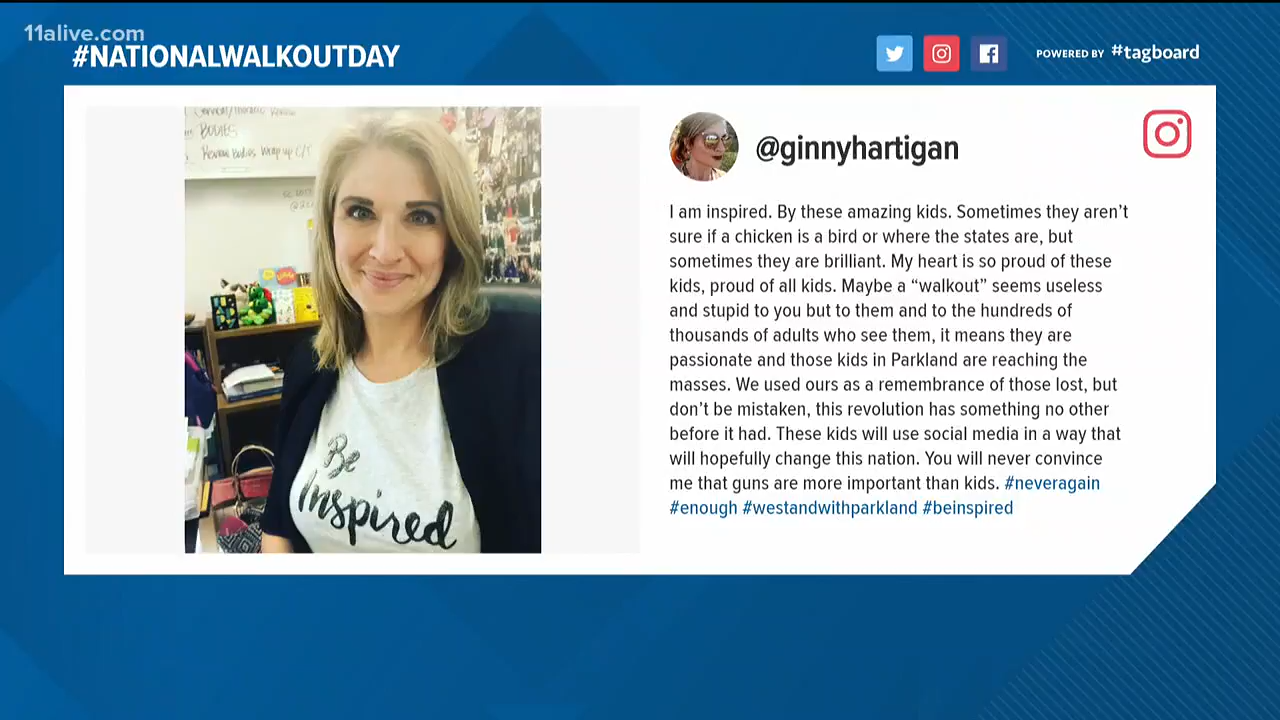 11alive.com
#NATIONALWALKOUTDAY
POWERED BY #tagboard
BODIES
Review Bodies Wrap up C/T
Be
Inspired
@ginnyhartigan
I am inspired. By these amazing kids. Sometimes they aren’t
sure if a chicken is a bird or where the states are, but
sometimes they are brilliant. My heart is so proud of these
kids, proud of all kids. Maybe a “walkout” seems useless
and stupid to you but to them and to the hundreds of
thousands of adults who see them, it means they are
passionate and those kids in Parkland are reaching the
masses. We used ours as a remembrance of those lost, but
don’t be mistaken, this revolution has something no other
before it had. These kids will use social media in a way that
will hopefully change this nation. You will never convince
me that guns are more important than kids. #neveragain
#enough #westandwithparkland #beinspired